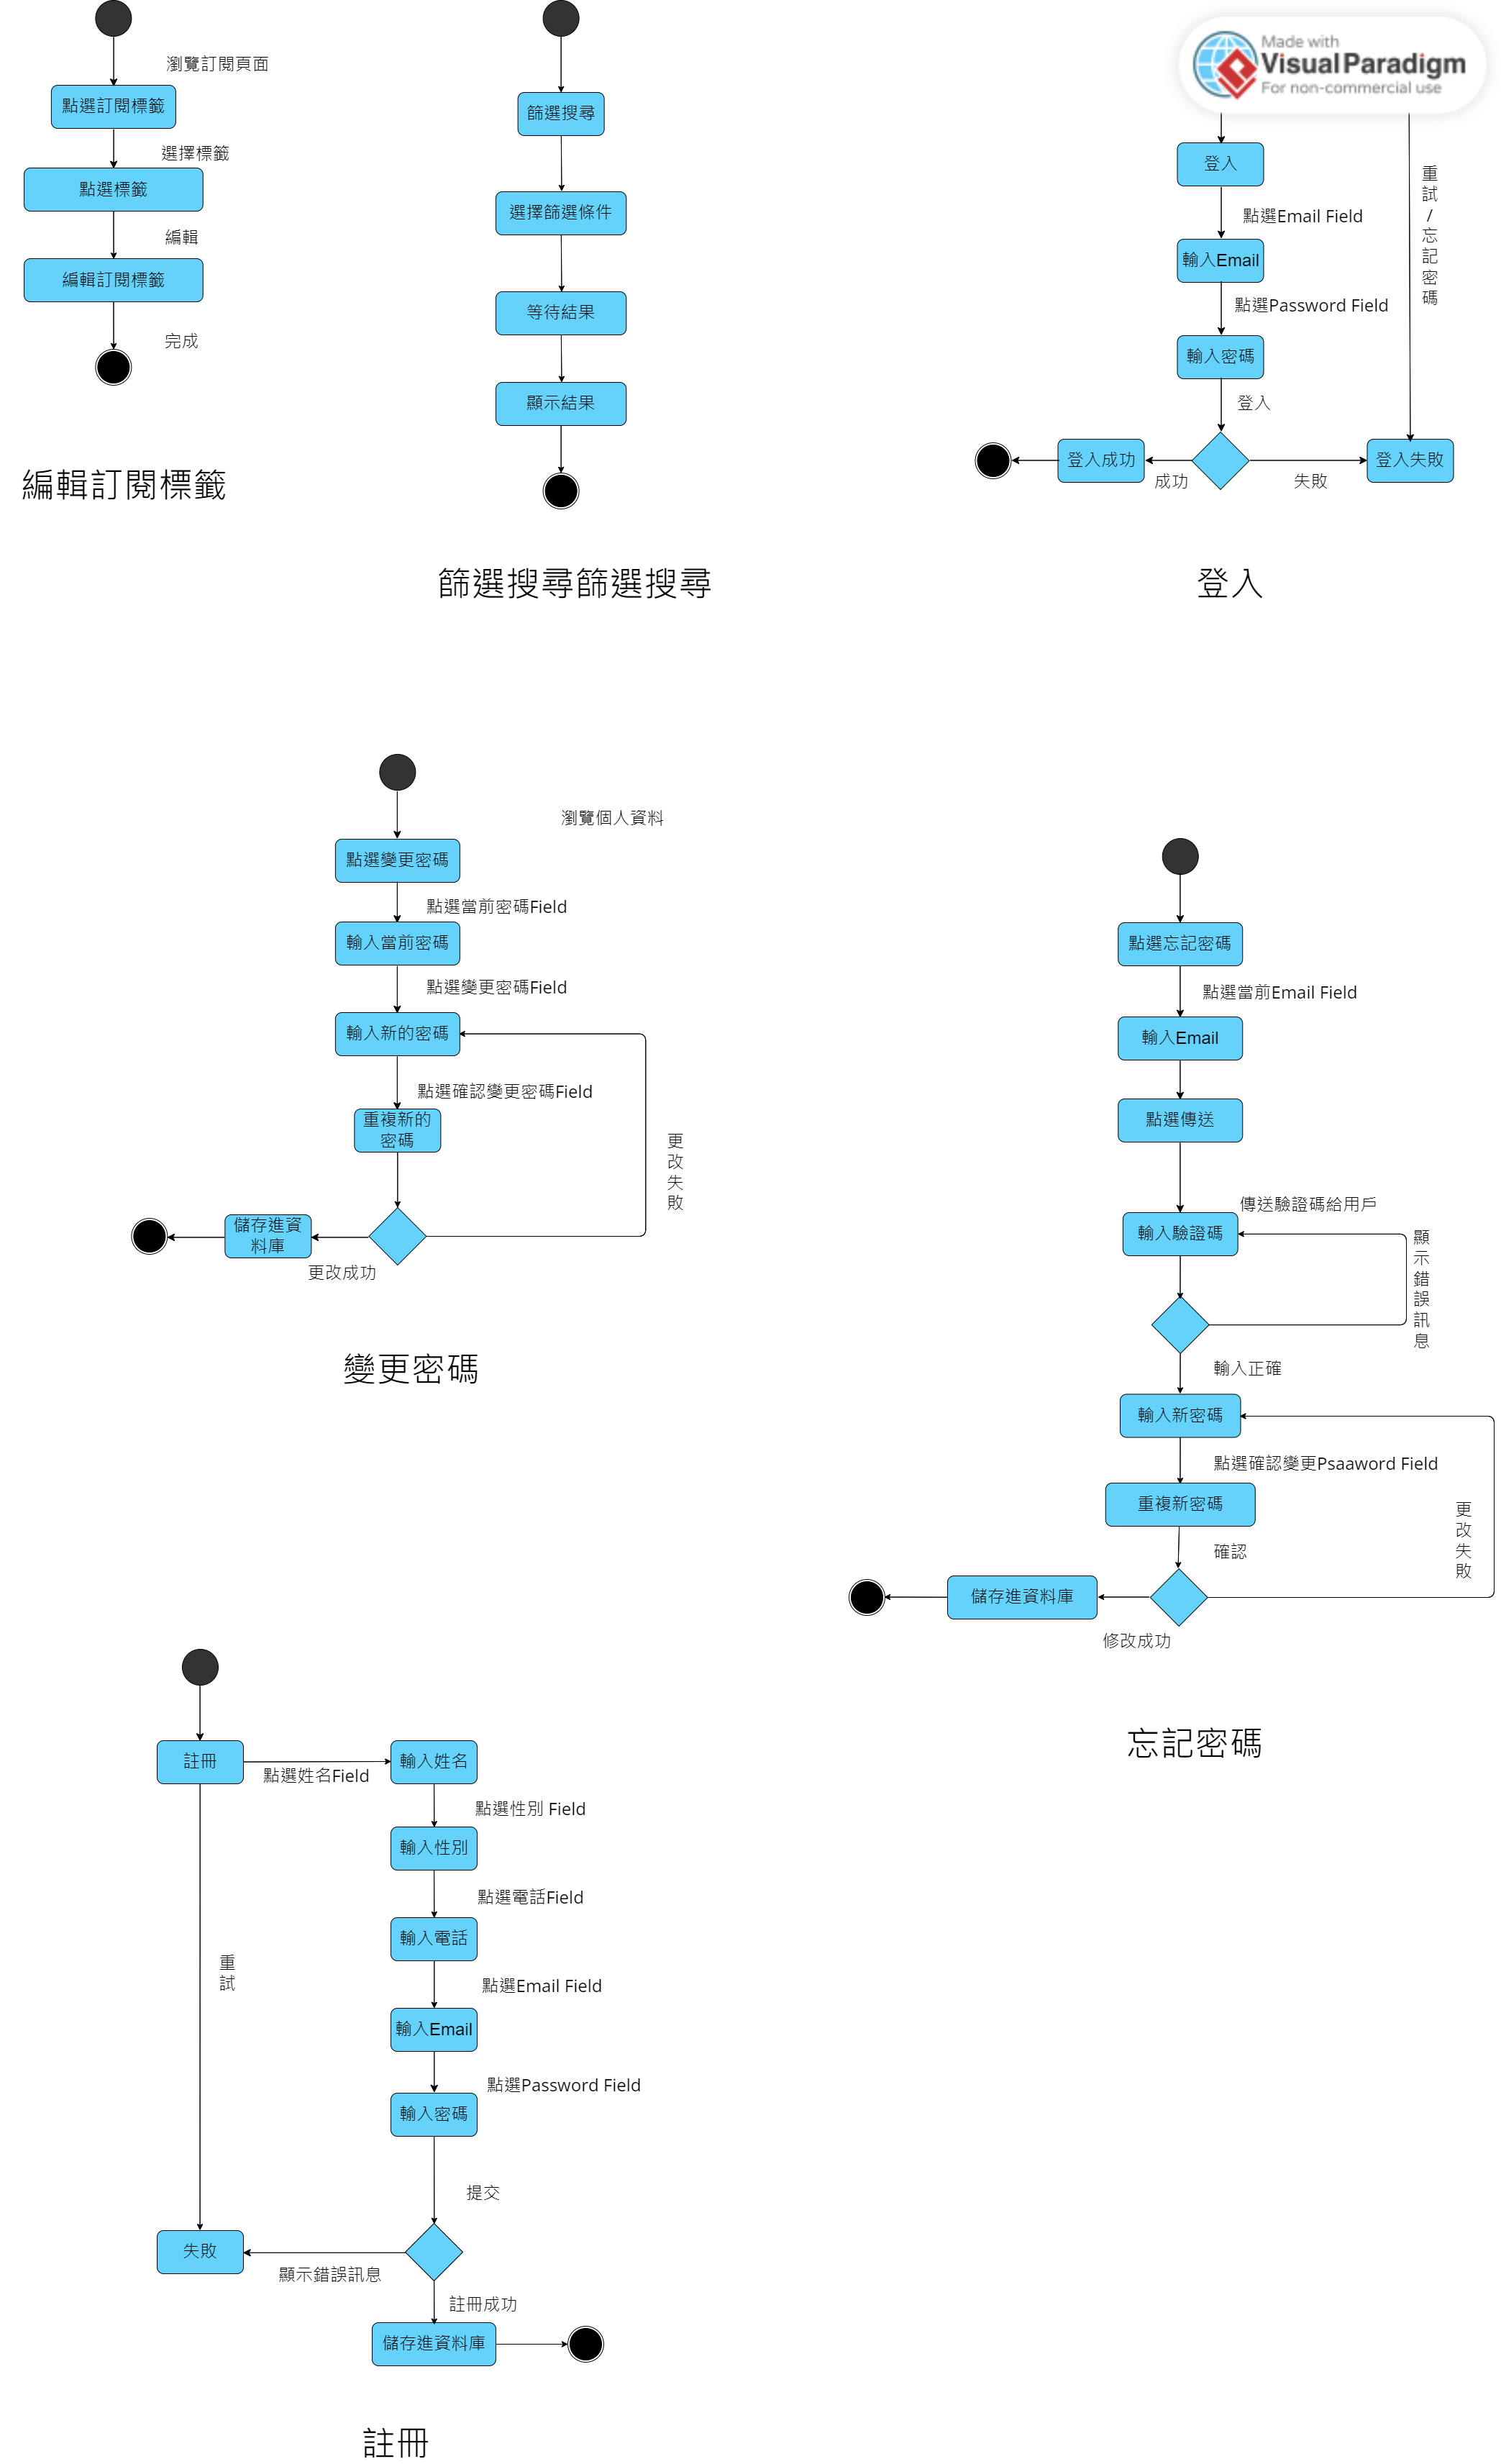 瀏覽訂閱頁面
點選訂閱標籤
選擇標籤
點選標籤
編輯
編輯訂閱標籤
完成
編輯訂閱標籤
篩選搜尋
選擇篩選條件
等待結果
顯示結果
篩選搜尋篩選搜尋
Made with
Visual Paradigm
For non-commercial use
登入
點選Email Field
輸入Email
點選Password Field
輸入密碼
登入
重試/忘記密碼
登入成功
成功
失敗
登入失敗
登入
瀏覽個人資料
點選變更密碼
點選當前密碼Field
輸入當前密碼
點選變更密碼Field
輸入新的密碼
點選確認變更密碼Field
重複新的
密碼
更改失敗
儲存進資
料庫
更改成功
變更密碼
點選忘記密碼
點選當前Email Field
輸入Email
點選傳送
傳送驗證碼給用戶
輸入驗證碼
顯示錯誤訊息
輸入正確
輸入新密碼
點選確認變更Psaaword Field
重複新密碼
確認
更改失敗
儲存進資料庫
修改成功
忘記密碼
註冊
點選姓名Field
輸入姓名
點選性別 Field
輸入性別
點選電話Field
輸入電話
重試
點選Email Field
輸入Email
點選Password Field
輸入密碼
提交
失敗
顯示錯誤訊息
註冊成功
儲存進資料庫
註冊